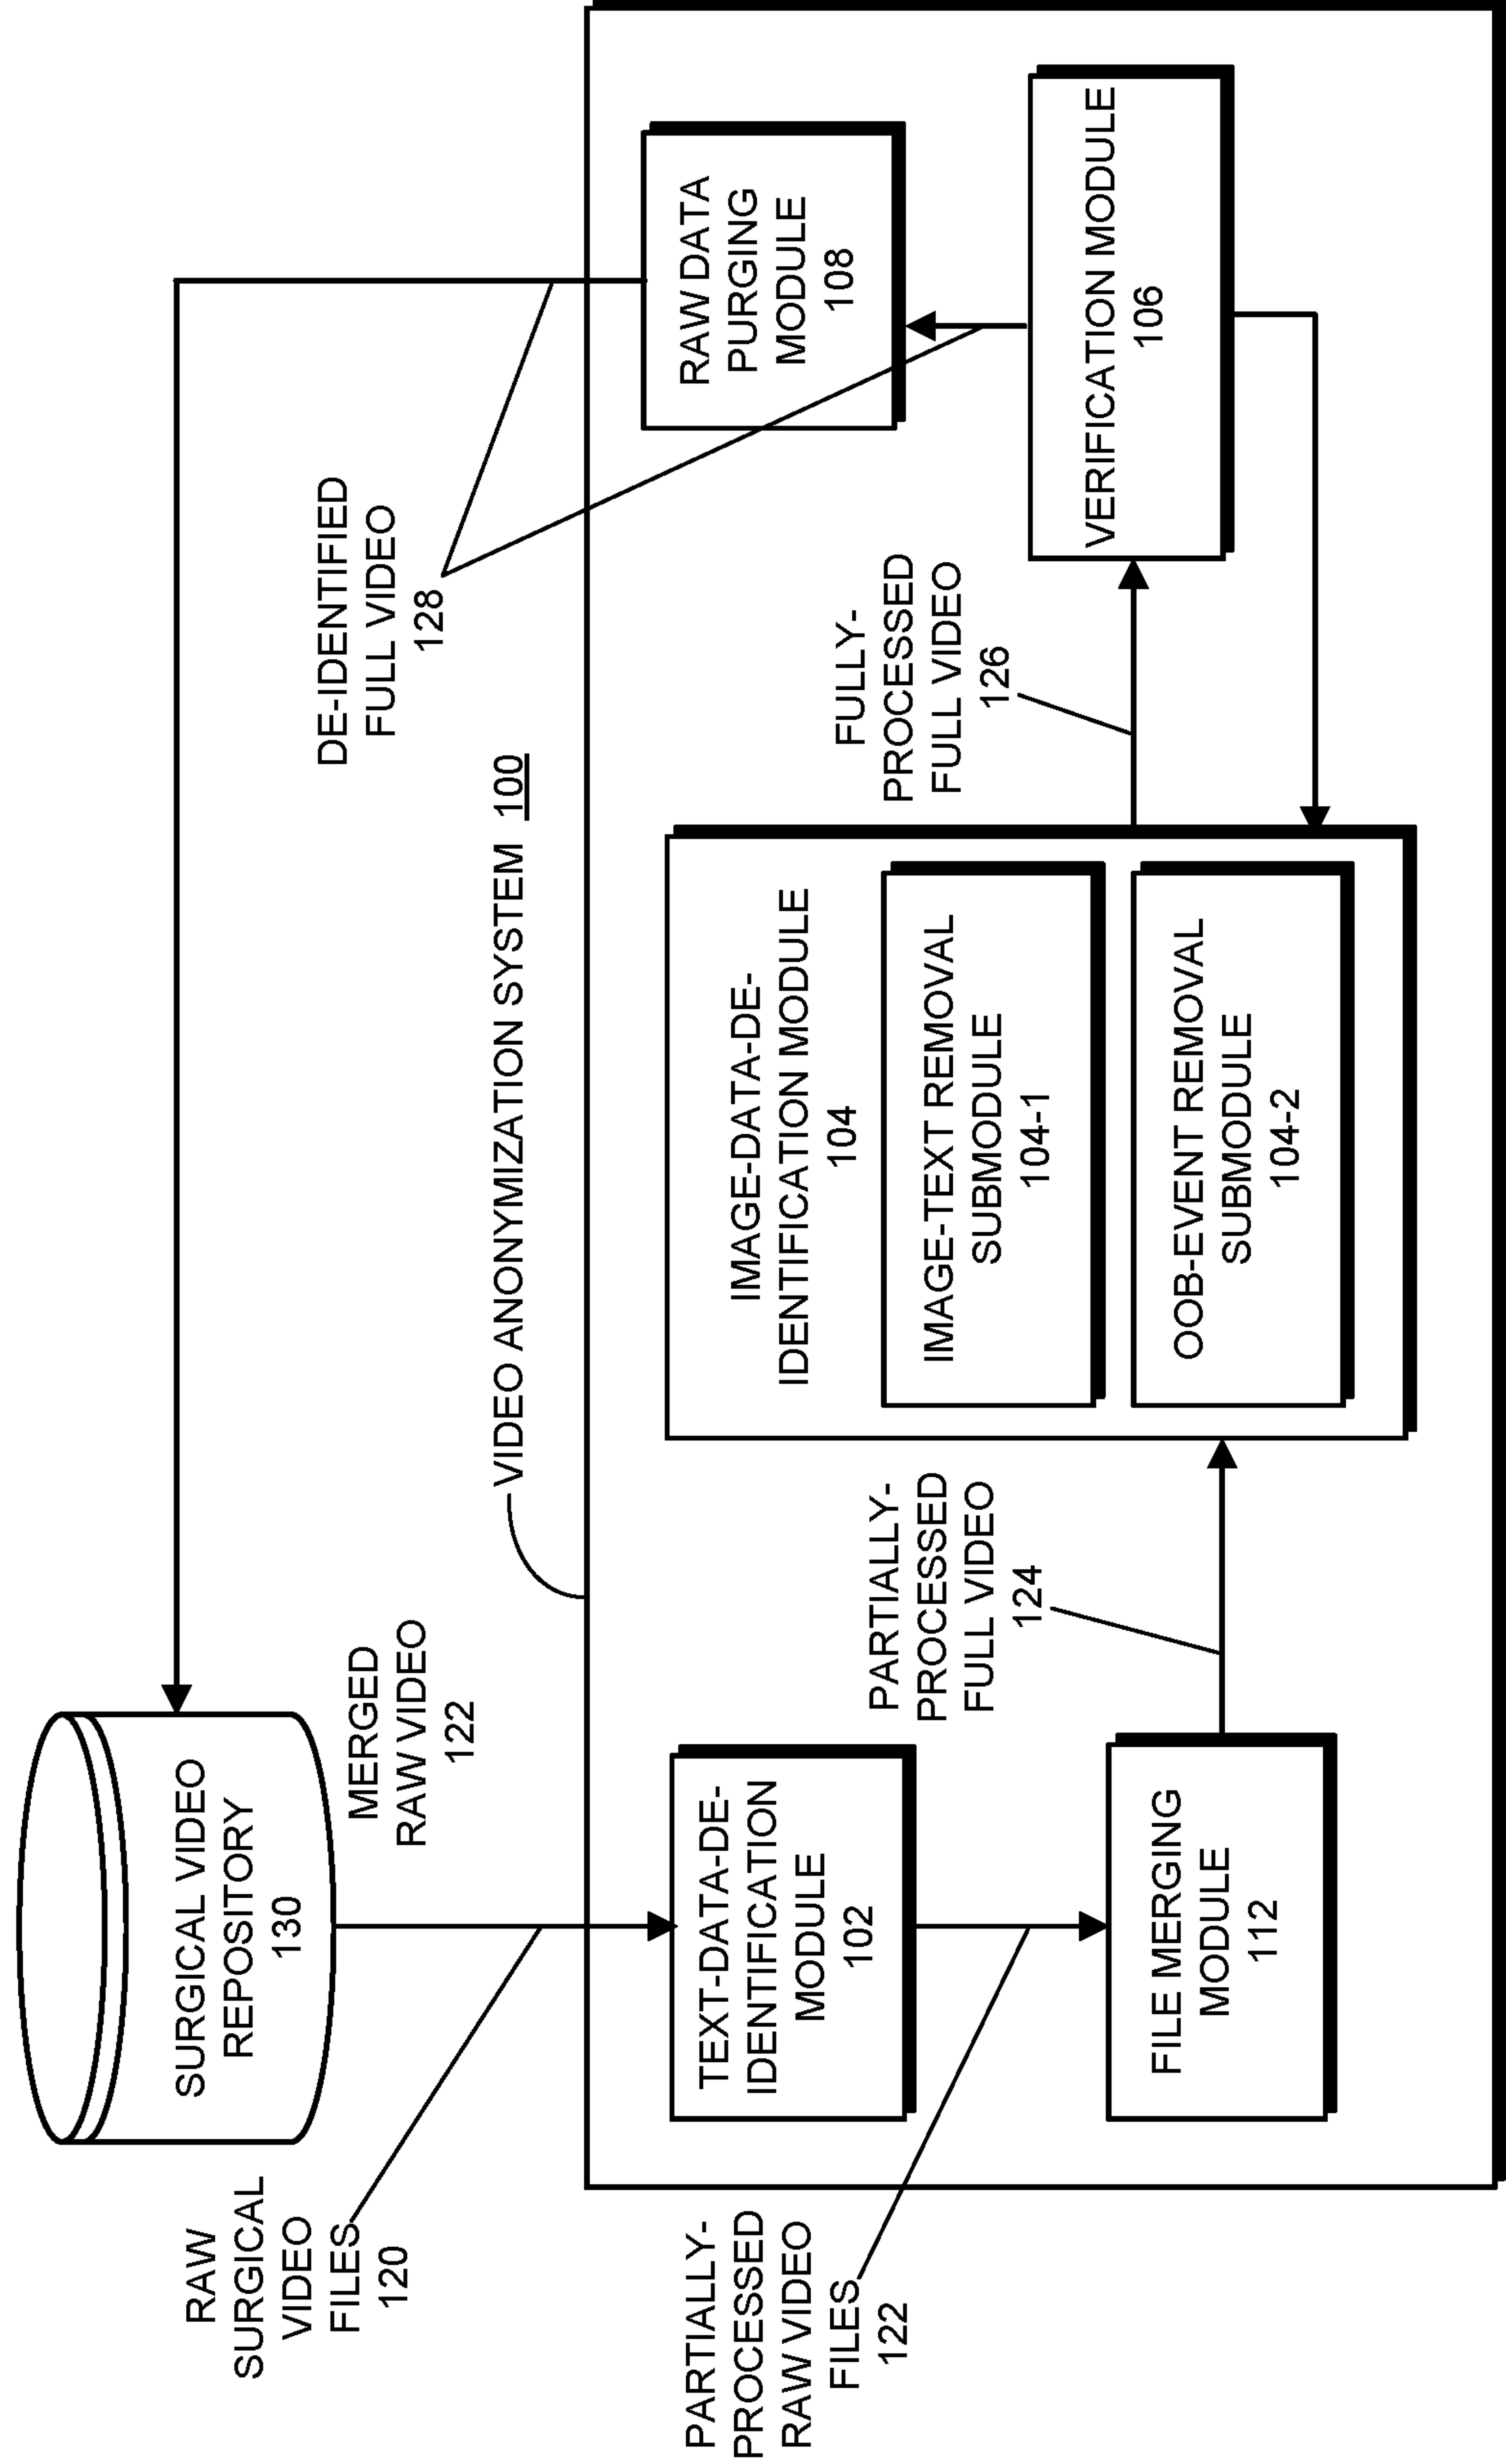 RAW
SURGICAL
VIDEO
FILES
120
SURGICAL VIDEO
REPOSITORY
130
MERGED
RAW VIDEO
122
DE-IDENTIFIED
FULL VIDEO
128
VIDEO ANONYMIZATION SYSTEM 100
PARTIALLY-
PROCESSED
RAW VIDEO
FILES
122
TEXT-DATA-DE-
IDENTIFICATION
MODULE
102
FILE MERGING
MODULE
112
PARTIALLY-
PROCESSED
FULL VIDEO
124
IMAGE-DATA-DE-
IDENTIFICATION MODULE
104
IMAGE-TEXT REMOVAL
SUBMODULE
104-1
OOB-EVENT REMOVAL
SUBMODULE
104-2
FULLY-
PROCESSED
FULL VIDEO
126
RAW DATA
PURGING
MODULE
108
VERIFICATION MODULE
106